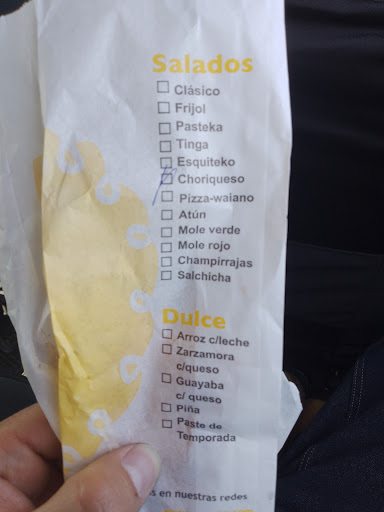 Salados
Clásico
Frijol
Pasteka
Tinga
Esquiteko
Choriqueso
Pizza-waiano
Atún
Mole verde
Mole rojo
Champirrajas
Salchicha
Dulce
Arroz c/leche
Zarzamora
c/queso
Guayaba
c/ queso
Piña
Paste de
Temporada
en nuestras redes